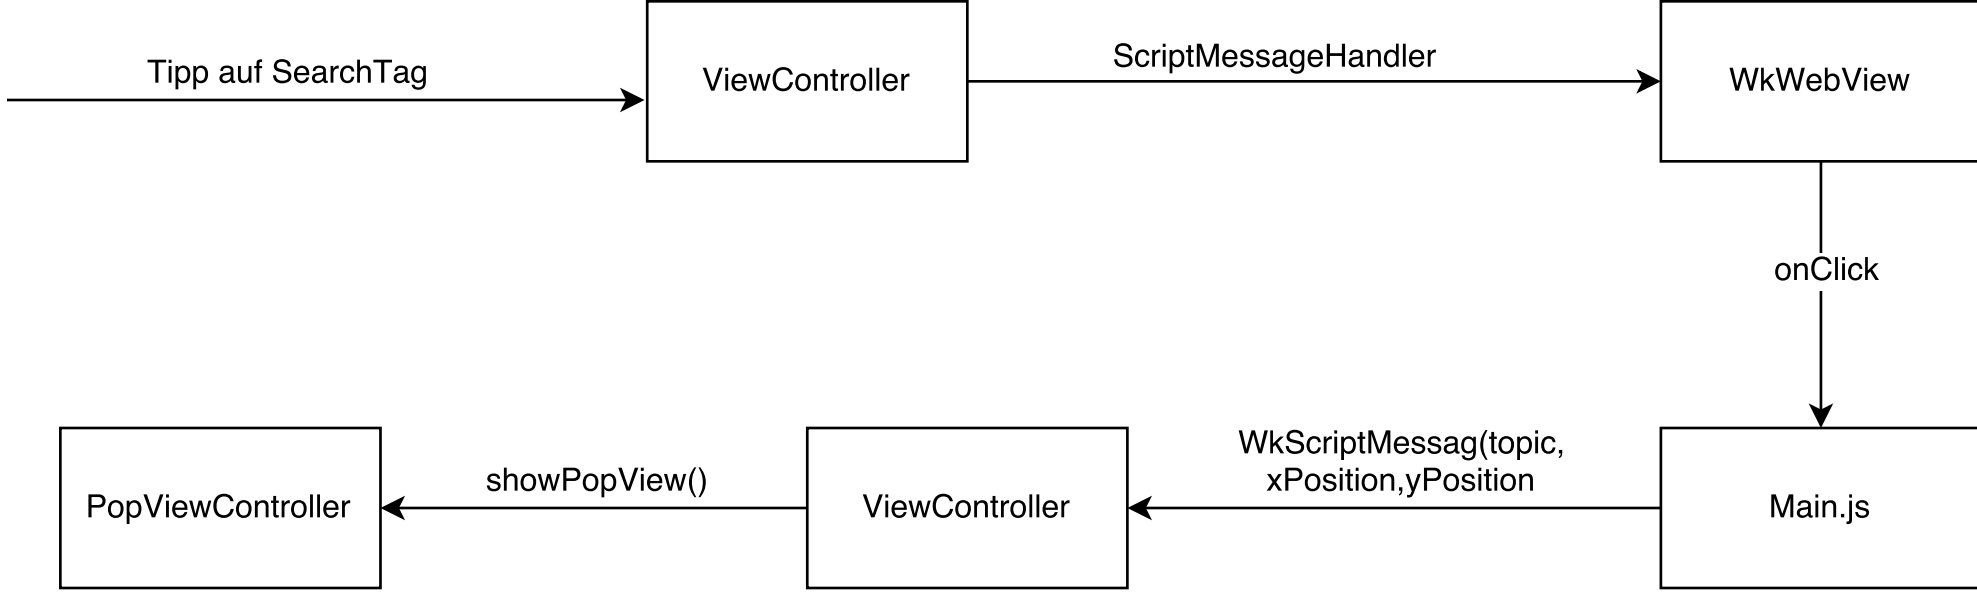 Tipp auf SearchTag
ViewController
ScriptMessageHandler
WkWebView
onClick
PopViewController
showPopView()
ViewController
WkScriptMessag(topic,
xPosition,yPosition
Main.js